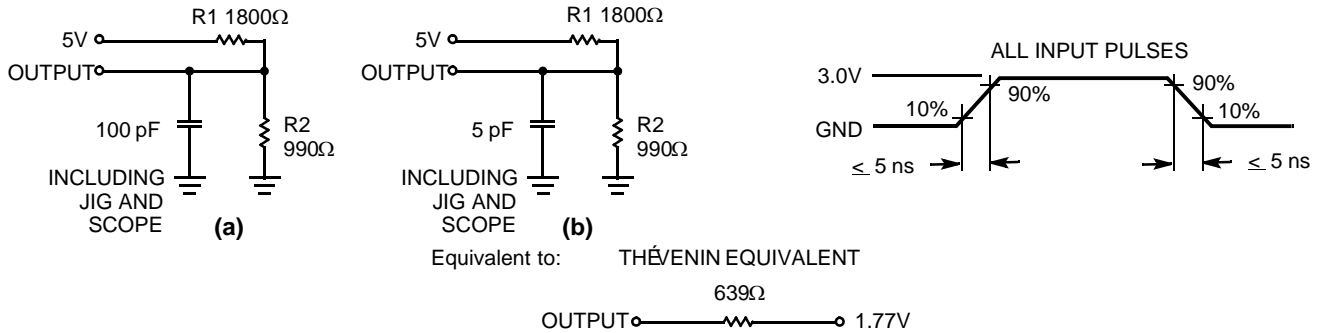 R1 1800Ω
5V
OUTPUT
100 pF
R2
990Ω
INCLUDING
JIG AND
SCOPE
(a)
R1 1800Ω
5V
OUTPUT
5 pF
R2
990Ω
INCLUDING
JIG AND
SCOPE
(b)
ALL INPUT PULSES
3.0V
90%
90%
10%
10%
GND
≤ 5 ns
≤ 5 ns
Equivalent to: THÉVENIN EQUIVALENT
639Ω
OUTPUT
1.77V